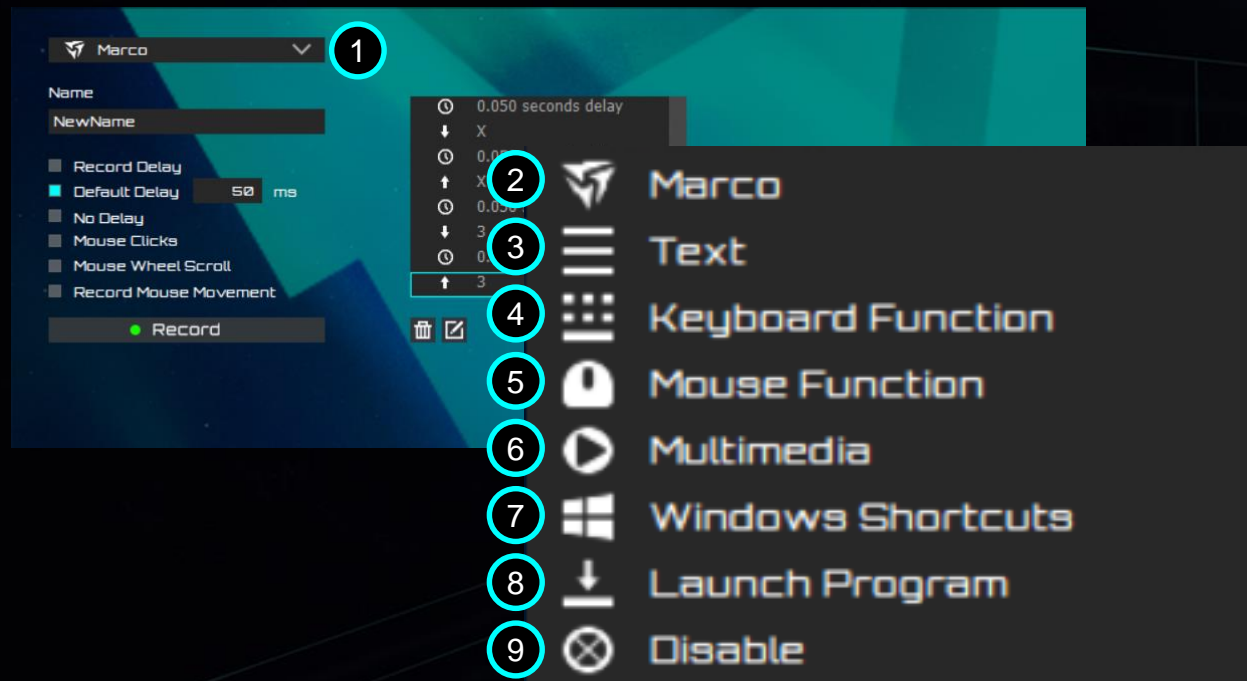 Marco
1
Name
NewName
Record Delay
Default Delay 50 ms
No Delay
Mouse Clicks
Mouse Wheel Scroll
Record Mouse Movement
Record
0.050 seconds delay
X
X
3
3
2 Marco
3 Text
4 Keyboard Function
5 Mouse Function
6 Multimedia
7 Windows Shortcuts
8 Launch Program
9 Disable